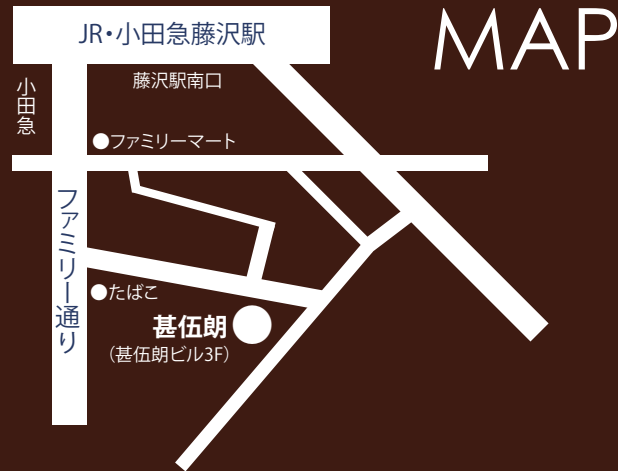 MAP
JR・小田急藤沢駅
藤沢駅南口
小田急
●ファミリーマート
ファミリー通り
●たばこ
甚伍朗
(甚伍朗ビル3F)